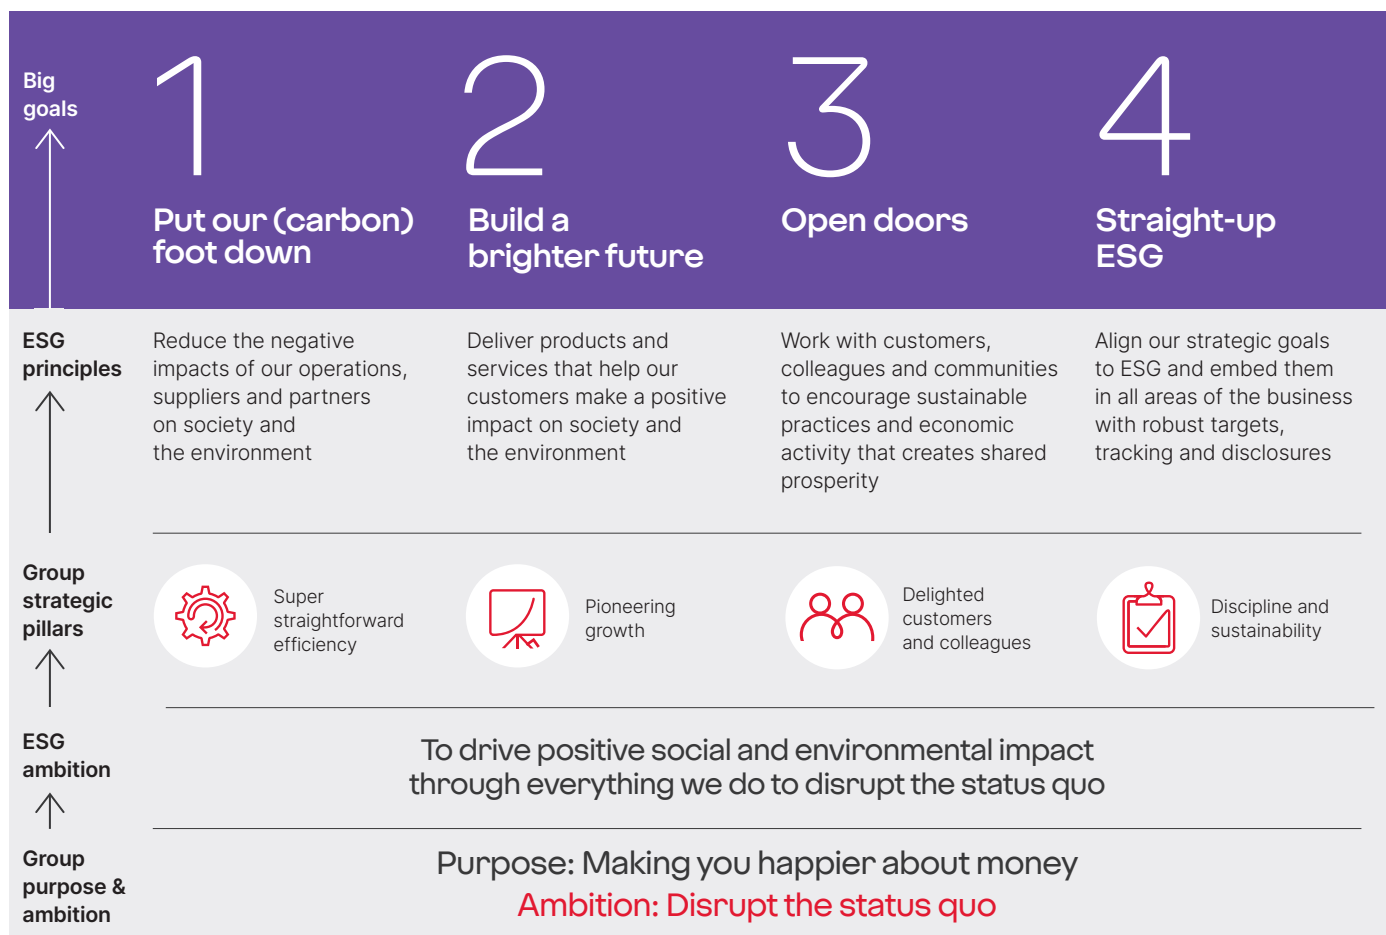 Big
goals
1
2
3
4
Put our (carbon)
foot down
Build a
brighter future
Open doors
Straight-up
ESG
ESG
principles
Reduce the negative
impacts of our operations,
suppliers and partners
on society and
the environment
Deliver products and
services that help our
customers make a positive
impact on society and
the environment
Work with customers,
colleagues and communities
to encourage sustainable
practices and economic
activity that creates shared
prosperity
Align our strategic goals
to ESG and embed them
in all areas of the business
with robust targets,
tracking and disclosures
Group
strategic
pillars
Super
straightforward
efficiency
Pioneering
growth
Delighted
customers
and colleagues
Discipline and
sustainability
ESG
ambition
To drive positive social and environmental impact
through everything we do to disrupt the status quo
Group
purpose &
ambition
Purpose: Making you happier about money
Ambition: Disrupt the status quo